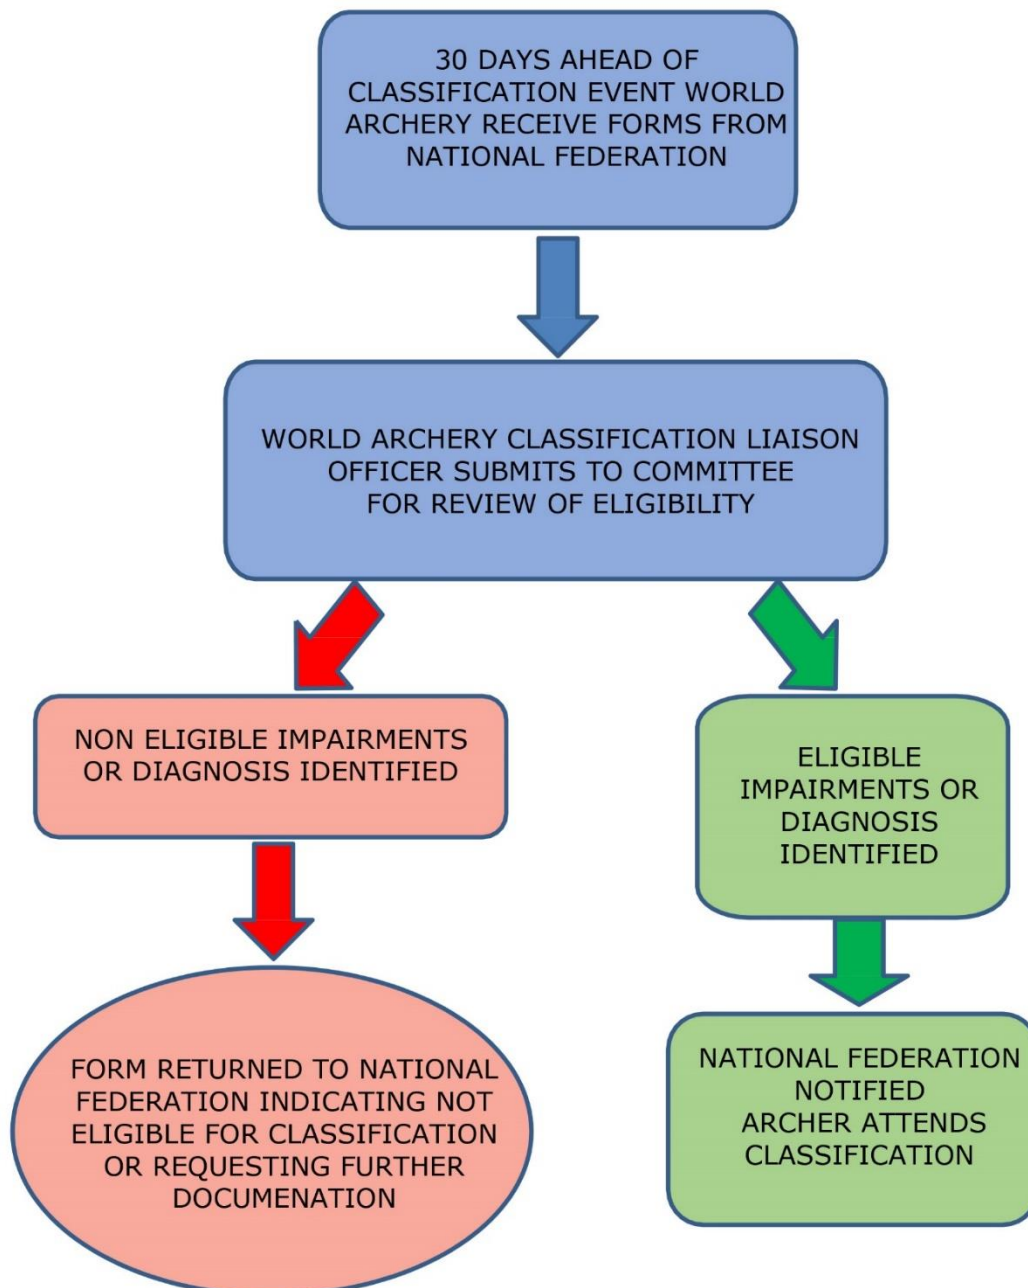 30 DAYS AHEAD OF
CLASSIFICATION EVENT WORLD
ARCHERY RECEIVE FORMS FROM
NATIONAL FEDERATION
WORLD ARCHERY CLASSIFICATION LIAISON
OFFICER SUBMITS TO COMMITTEE
FOR REVIEW OF ELIGIBILITY
NON ELIGIBLE IMPAIRMENTS
OR DIAGNOSIS IDENTIFIED
ELIGIBLE
IMPAIRMENTS OR
DIAGNOSIS
IDENTIFIED
FORM RETURNED TO NATIONAL
FEDERATION INDICATING NOT
ELIGIBLE FOR CLASSIFICATION
OR REQUESTING FURTHER
DOCUMENATION
NATIONAL FEDERATION
NOTIFIED
ARCHER ATTENDS
CLASSIFICATION